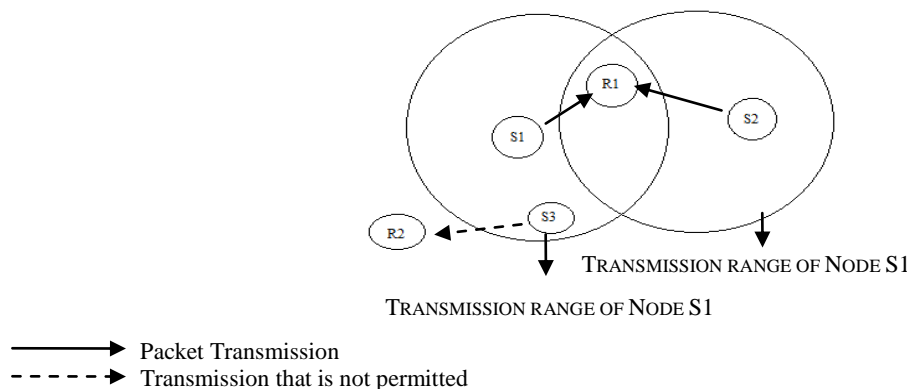 R1
S1
S2
S3
R2
TRANSMISSION RANGE OF NODE S1
TRANSMISSION RANGE OF NODE S1
Packet Transmission
Transmission that is not permitted